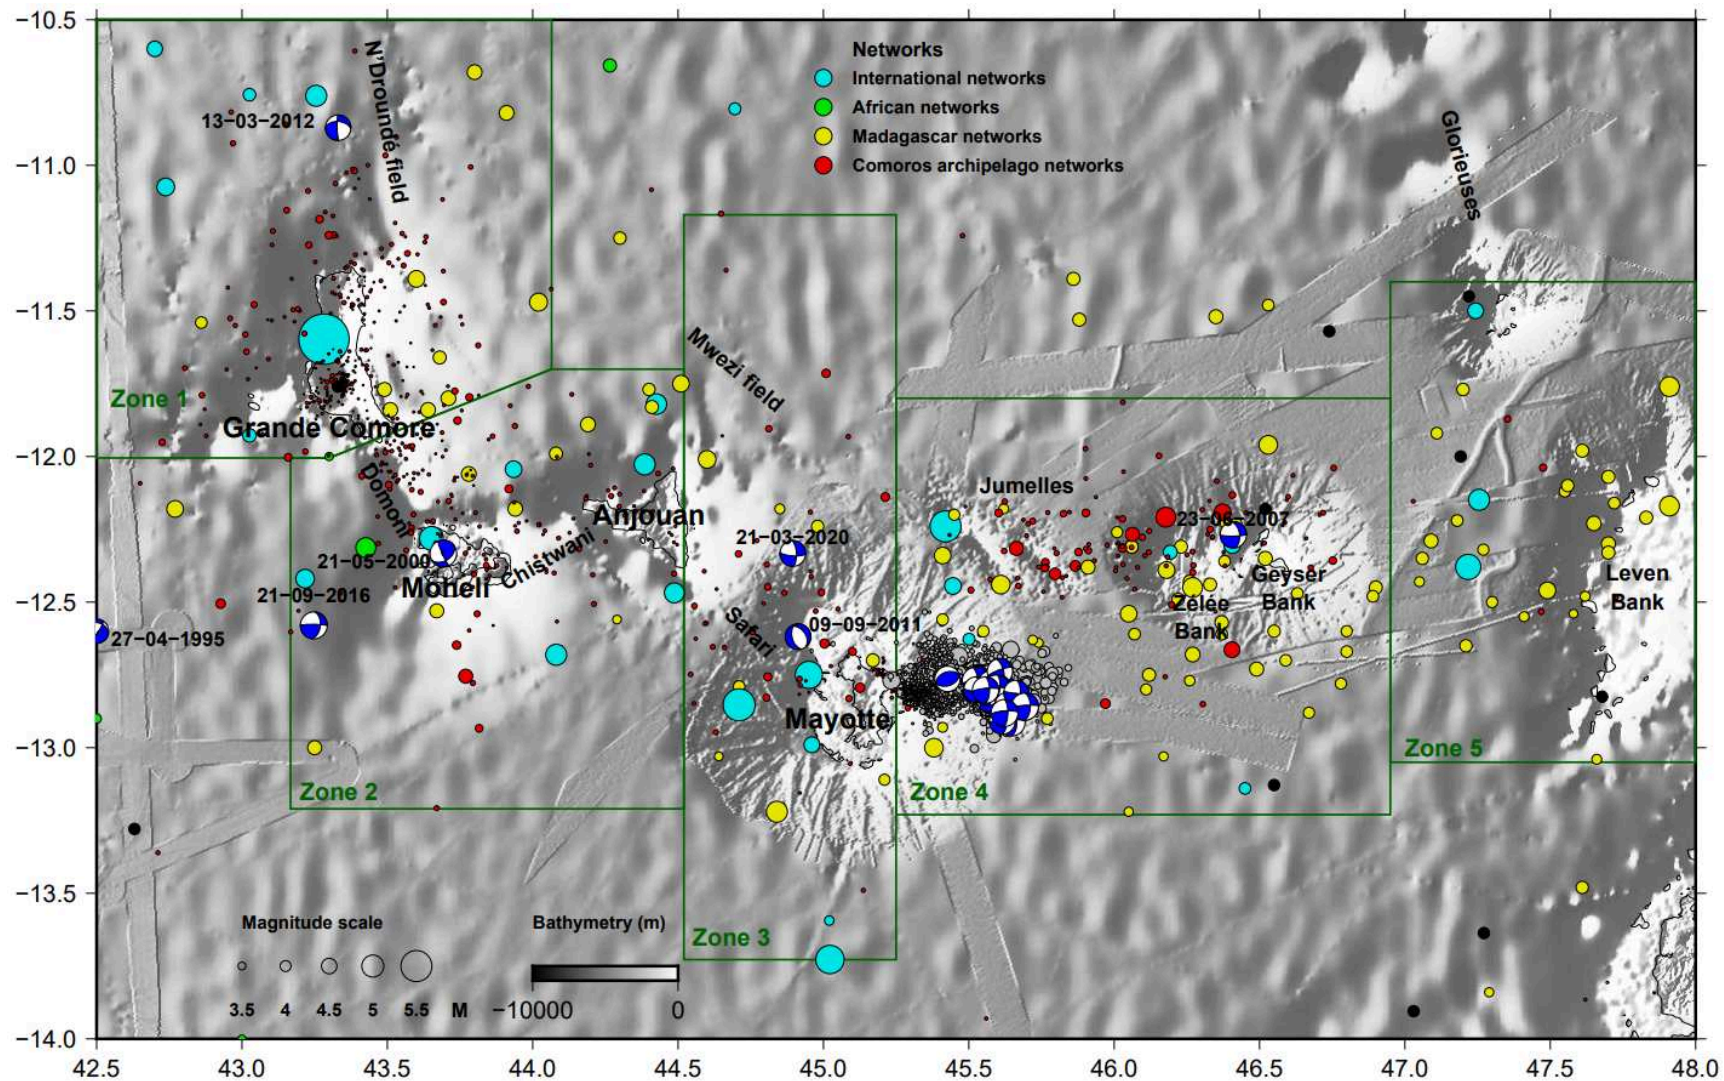 −10.5
−11.0
−11.5
−12.0
−12.5
−13.0
−13.5
−14.0
42.5 43.0 43.5 44.0 44.5 45.0 45.5 46.0 46.5 47.0 47.5 48.0
Networks
International networks
African networks
Madagascar networks
Comoros archipelago networks
N'Droundé field
13−03−2012
Glorieuses
Mwezi field
Zone 1
Grande Comore
Domoni
Jumelles
Anjouan
21−03−2020
23−06−2007
21−05−2000
Moheli
Chistwani
Geyser
Bank
Zélée
Bank
Leven
Bank
21−09−2016
27−04−1995
Safari
09−09−2011
Mayotte
Zone 2
Zone 4
Zone 5
Zone 3
Magnitude scale
3.5 4 4.5 5 5.5 M
Bathymetry (m)
−10000 0